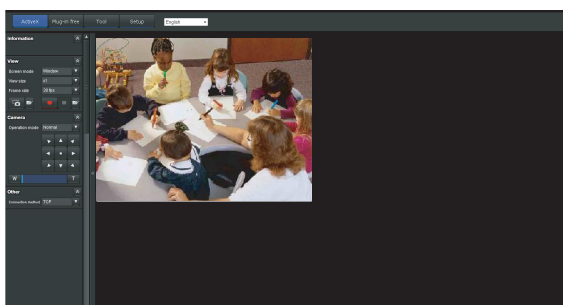 ActiveX Plug-in free Tool Setup English
Information
View
Screen mode Window
View size x1
Frame rate 30 fps
Camera
Operation mode Normal
W T
Other
Connection method TCP